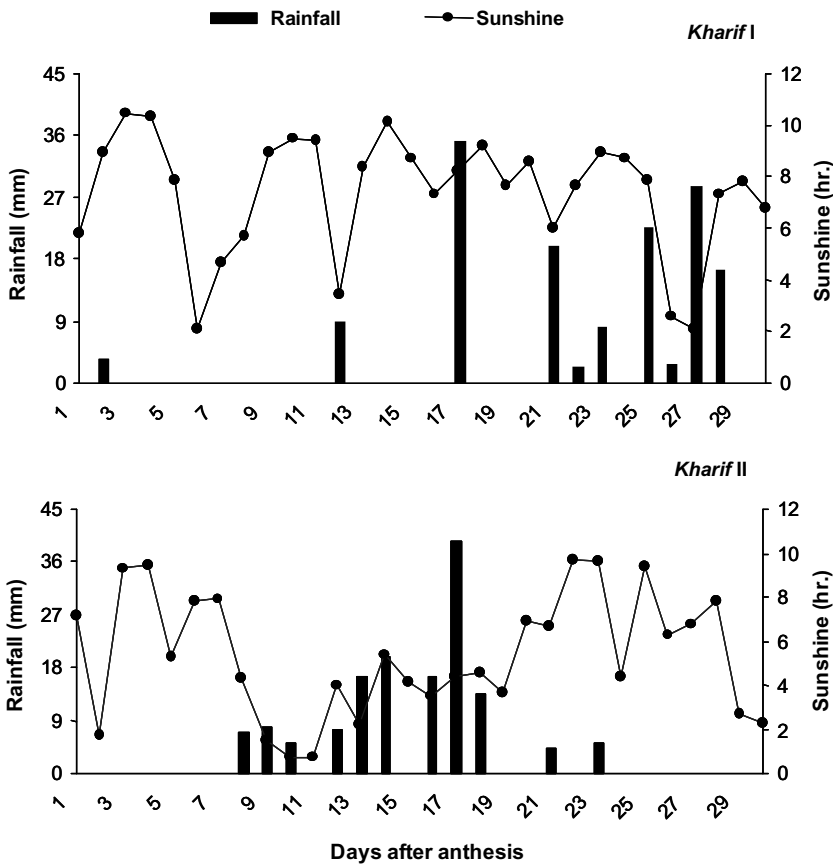 Rainfall Sunshine
Kharif I
45
36
27
18
9
0
Rainfall (mm)
12
10
8
6
4
2
0
Sunshine (hr.)
1 3 5 7 9 11 13 15 17 19 21 23 25 27 29
Kharif II
45
36
27
18
9
0
Rainfall (mm)
12
10
8
6
4
2
0
Sunshine (hr.)
1 3 5 7 9 11 13 15 17 19 21 23 25 27 29
Days after anthesis